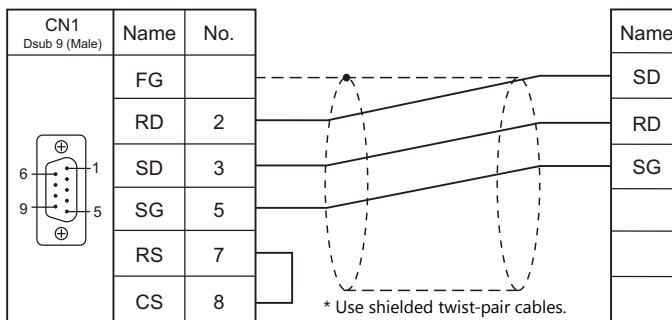 CN1
Dsub 9 (Male)
Name
No.
Name
FG
SD
RD
2
RD
SD
3
SG
SG
5
RS
7
CS
8
6
1
9
5
* Use shielded twist-pair cables.